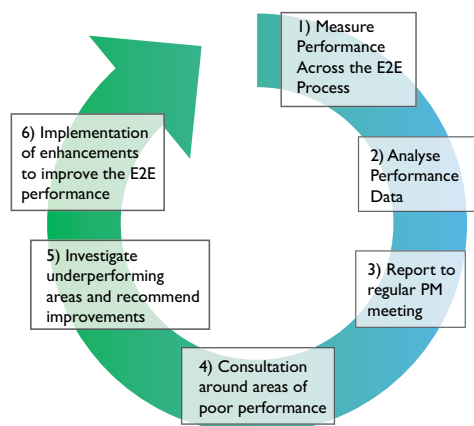 1) Measure
Performance
Across the E2E
Process
2) Analyse
Performance
Data
3) Report to
regular PM
meeting
4) Consultation
around areas of
poor performance
5) Investigate
underperforming
areas and recommend
improvements
6) Implementation
of enhancements
to improve the E2E
performance